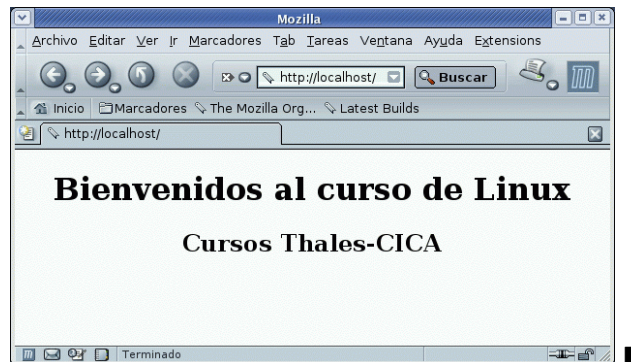 Mozilla
Archivo Editar Ver Ir Marcadores Tab Tareas Ventana Ayuda Extensions
http://localhost/ Buscar
Inicio Marcadores The Mozilla Org... Latest Builds
http://localhost/
Bienvenidos al curso de Linux
Cursos Thales-CICA
Terminado